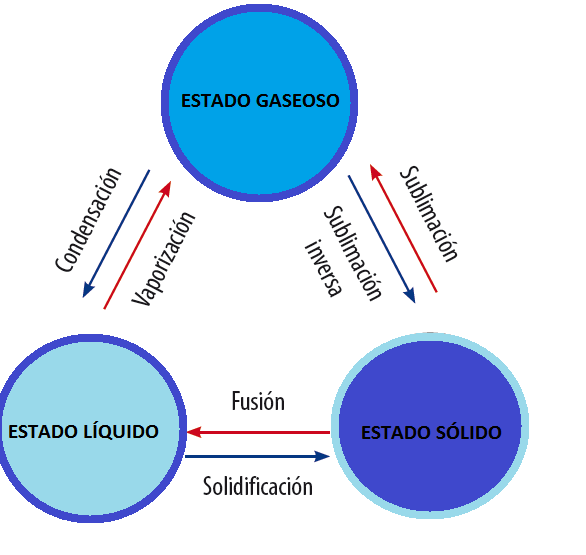 ESTADO GASEOSO
Condensación
Vaporización
Sublimación
inversa
Sublimación
ESTADO LÍQUIDO
Fusión
Solidificación
ESTADO SÓLIDO